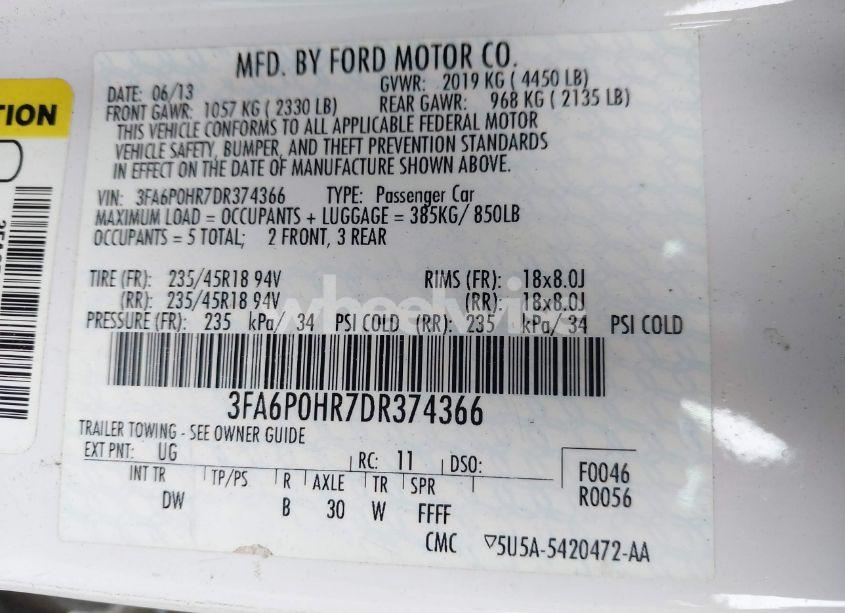 TION
MFD. BY FORD MOTOR CO.
DATE: 06/13 GVWR: 2019 KG ( 4450 LB)
FRONT GAWR: 1057 KG ( 2330 LB) REAR GAWR: 968 KG ( 2135 LB)
THIS VEHICLE CONFORMS TO ALL APPLICABLE FEDERAL MOTOR
VEHICLE SAFETY, BUMPER, AND THEFT PREVENTION STANDARDS
IN EFFECT ON THE DATE OF MANUFACTURE SHOWN ABOVE.
VIN: 3FA6P0HR7DR374366 TYPE: Passenger Car
MAXIMUM LOAD = OCCUPANTS + LUGGAGE = 385KG/ 850LB
OCCUPANTS = 5 TOTAL; 2 FRONT, 3 REAR
TIRE (FR): 235/45R18 94V RIMS (FR): 18x8.0J
(RR): 235/45R18 94V (RR): 18x8.0J
PRESSURE (FR): 235 kPa/ 34 PSI COLD (RR): 235 kPa/ 34 PSI COLD
3FA6P0HR7DR374366
TRAILER TOWING - SEE OWNER GUIDE
EXT PNT: UG RC: 11 DSO:
INT TR TP/PS R AXLE TR SPR
DW B 30 W FFFF
F0046
R0056
CMC ▽5U5A-5420472-AA